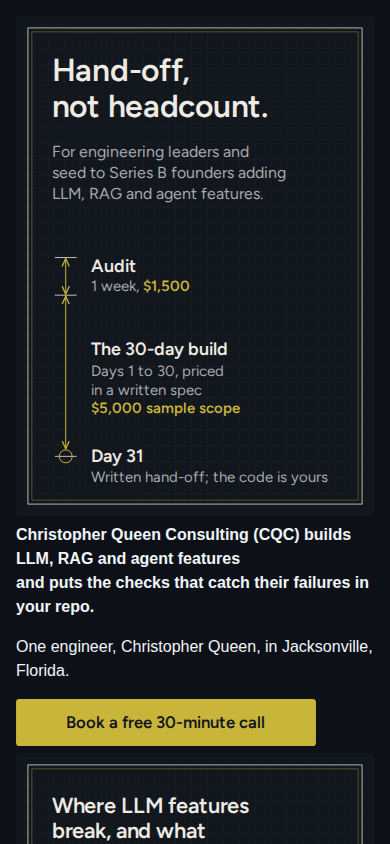 Hand-off,
not headcount.
For engineering leaders and
seed to Series B founders adding
LLM, RAG and agent features.
Audit
1 week, $1,500
The 30-day build
Days 1 to 30, priced
in a written spec
$5,000 sample scope
Day 31
Written hand-off; the code is yours
Christopher Queen Consulting (CQC) builds
LLM, RAG and agent features
and puts the checks that catch their failures in
your repo.
One engineer, Christopher Queen, in Jacksonville,
Florida.
Book a free 30-minute call
Where LLM features
break, and what